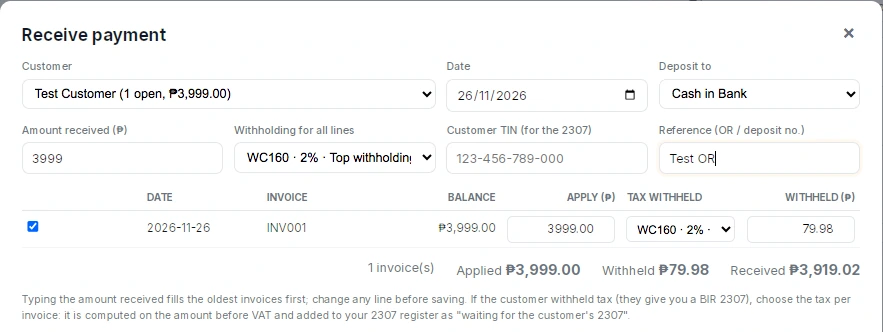 Receive payment ×
Customer Date Deposit to
Test Customer (1 open, ₱3,999.00) 26/11/2026 Cash in Bank
Amount received (₱) Withholding for all lines Customer TIN (for the 2307) Reference (OR / deposit no.)
3999 WC160 · 2% · Top withholding 123-456-789-000 Test OR
DATE INVOICE BALANCE APPLY (₱) TAX WITHHELD WITHHELD (₱)
2026-11-26 INV001 ₱3,999.00 3999.00 WC160 · 2% · 79.98
1 invoice(s) Applied ₱3,999.00 Withheld ₱79.98 Received ₱3,919.02
Typing the amount received fills the oldest invoices first; change any line before saving. If the customer withheld tax (they give you a BIR 2307), choose the tax per
invoice: it is computed on the amount before VAT and added to your 2307 register as "waiting for the customer's 2307".